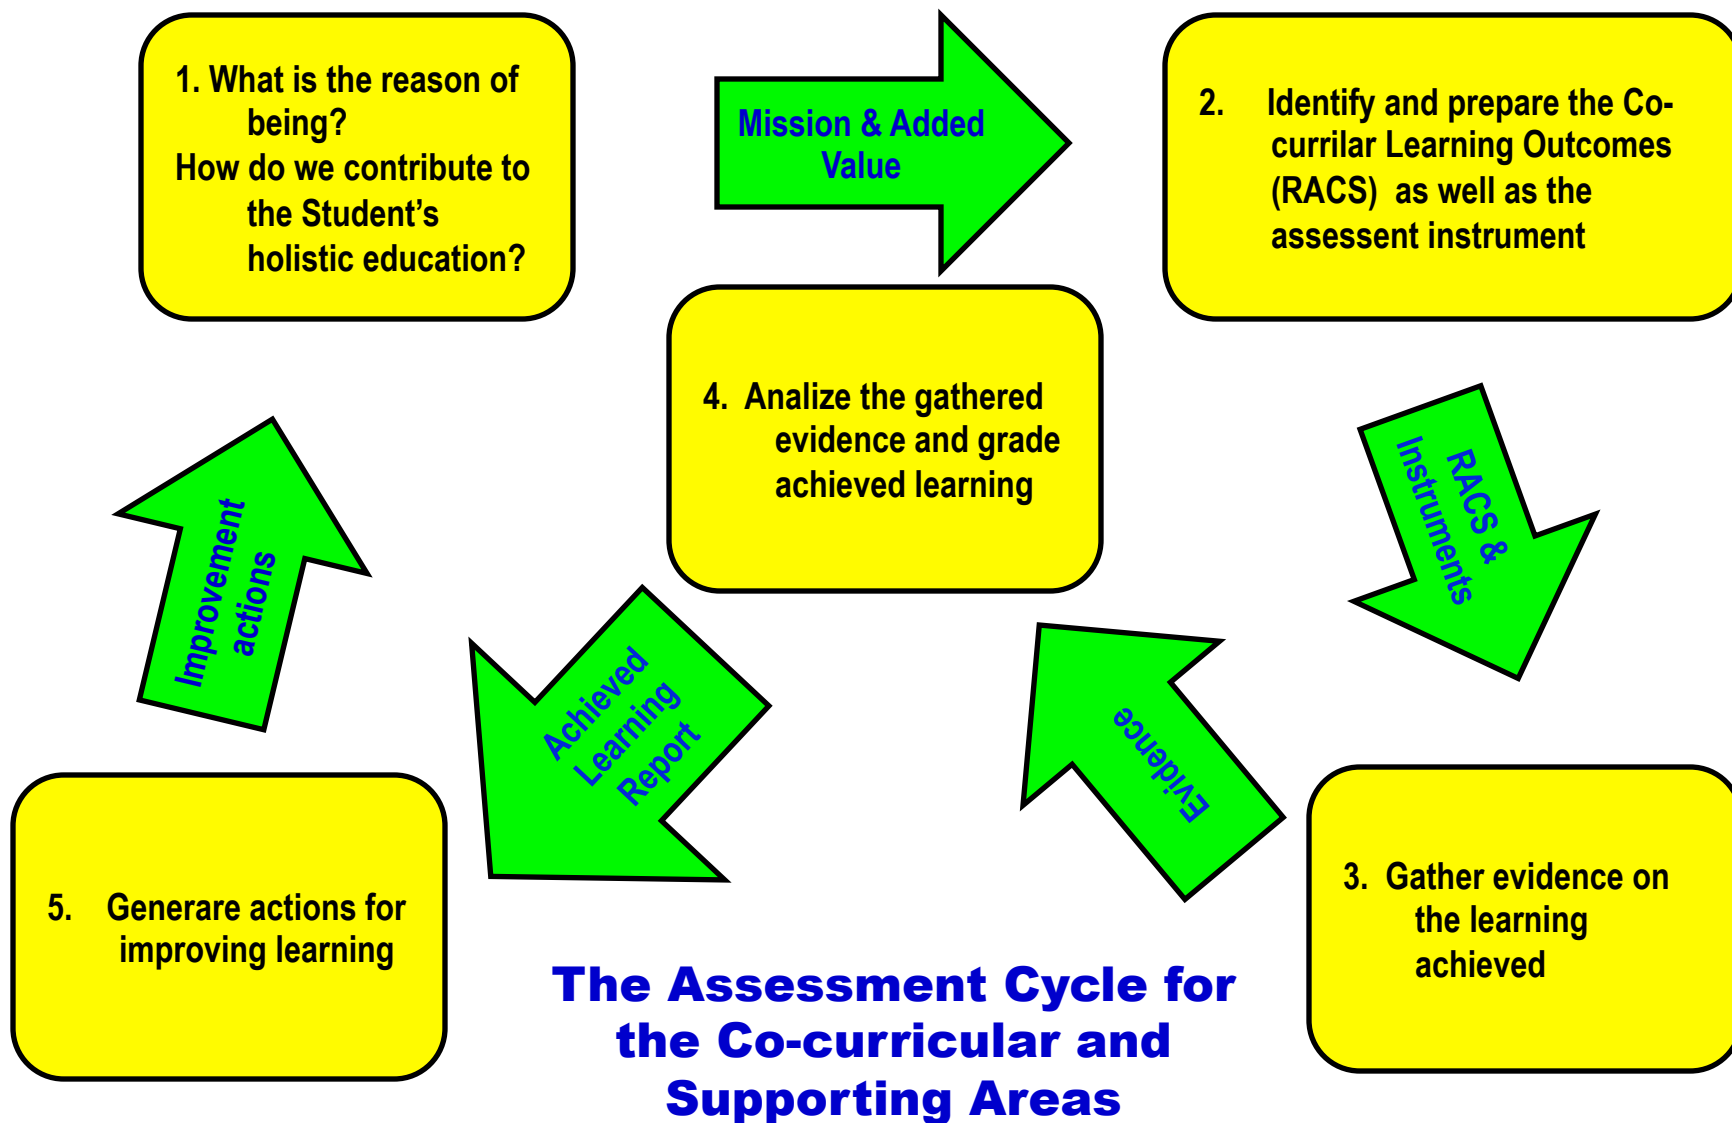 1. What is the reason of
being?
How do we contribute to
the Student's
holistic education?
Mission & Added
Value
2. Identify and prepare the Co-
currilar Learning Outcomes
(RACS) as well as the
assessent instrument
RACS &
Instruments
3. Gather evidence on
the learning
achieved
Evidence
4. Analize the gathered
evidence and grade
achieved learning
Achieved
Learning
Report
5. Generare actions for
improving learning
Improvement
actions
The Assessment Cycle for
the Co-curricular and
Supporting Areas